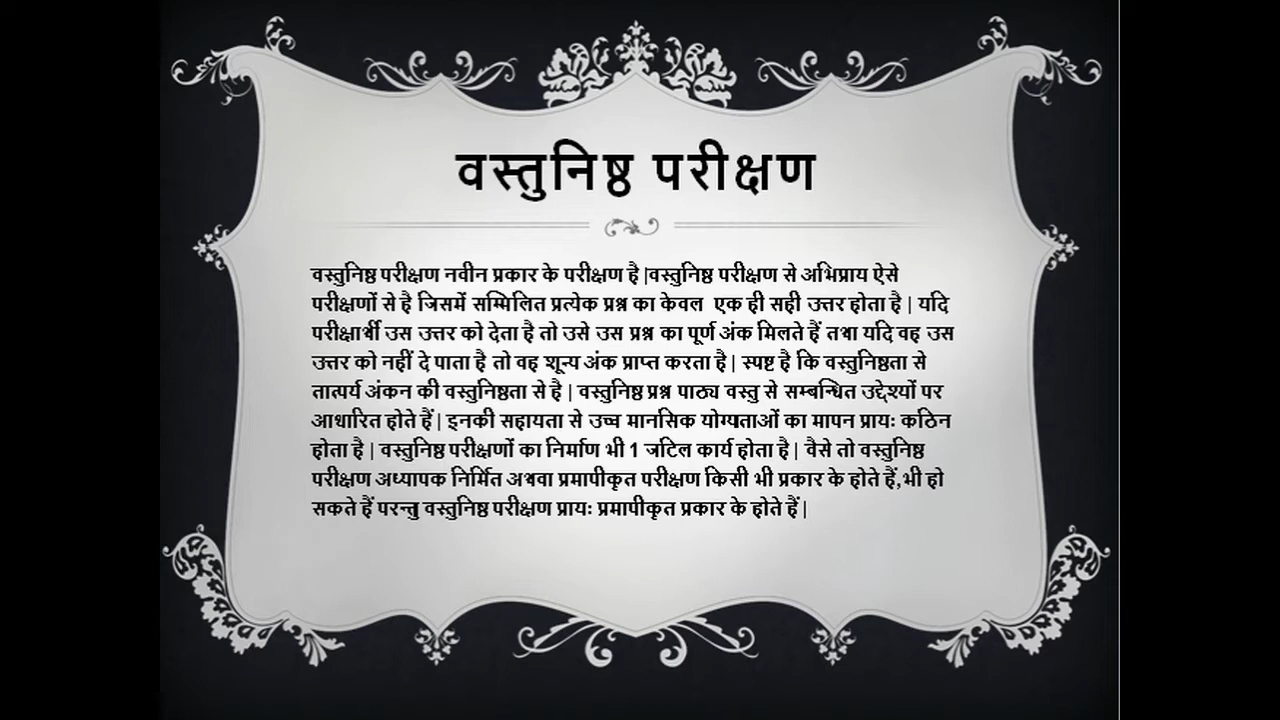 वस्तुनिष्ठ परीक्षण
वस्तुनिष्ठ परीक्षण नवीन प्रकार के परीक्षण है |वस्तुनिष्ठ परीक्षण से अभिप्राय ऐसे
परीक्षणों से है जिसमें सम्मिलित प्रत्येक प्रश्न का केवल एक ही सही उत्तर होता है | यदि
परीक्षार्थी उस उत्तर को देता है तो उसे उस प्रश्न का पूर्ण अंक मिलते हैं तथा यदि वह उस
उत्तर को नहीं दे पाता है तो वह शून्य अंक प्राप्त करता है | स्पष्ट है कि वस्तुनिष्ठता से
तात्पर्य अंकन की वस्तुनिष्ठता से है | वस्तुनिष्ठ प्रश्न पाठ्य वस्तु से सम्बन्धित उद्देश्यों पर
आधारित होते हैं | इनकी सहायता से उच्च मानसिक योग्यताओं का मापन प्रायः कठिन
होता है | वस्तुनिष्ठ परीक्षणों का निर्माण भी 1 जटिल कार्य होता है | वैसे तो वस्तुनिष्ठ
परीक्षण अध्यापक निर्मित अथवा प्रमापीकृत परीक्षण किसी भी प्रकार के होते हैं,भी हो
सकते हैं परन्तु वस्तुनिष्ठ परीक्षण प्रायः प्रमापीकृत प्रकार के होते हैं |